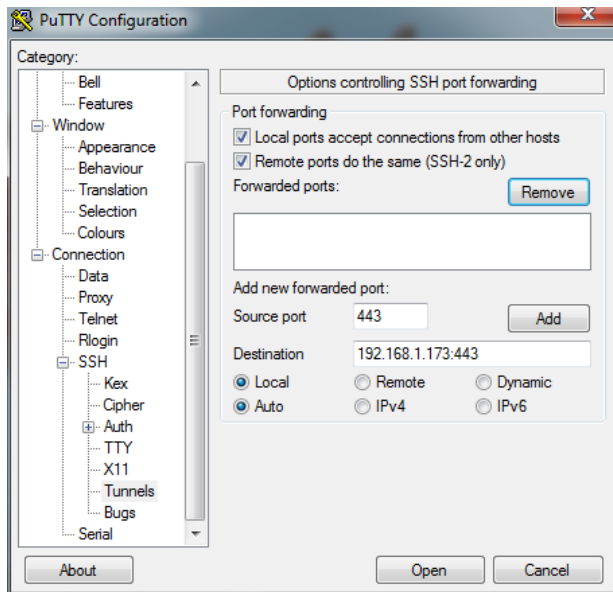 PuTTY Configuration
Category:
Bell
Features
Window
Appearance
Behaviour
Translation
Selection
Colours
Connection
Data
Proxy
Telnet
Rlogin
SSH
Kex
Cipher
Auth
TTY
X11
Tunnels
Bugs
Serial
Options controlling SSH port forwarding
Port forwarding
Local ports accept connections from other hosts
Remote ports do the same (SSH-2 only)
Forwarded ports:
Remove
Add new forwarded port:
Source port 443 Add
Destination 192.168.1.173:443
Local Remote Dynamic
Auto IPv4 IPv6
About Open Cancel